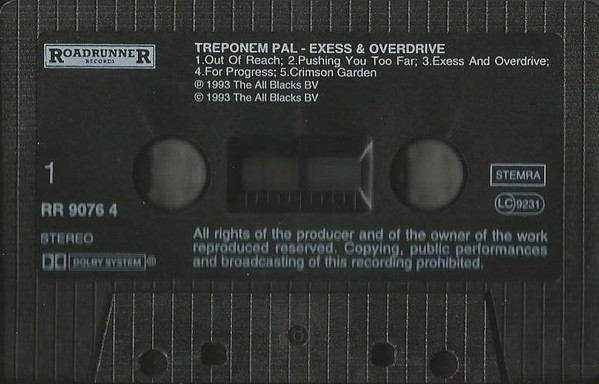 ROADRUNNER
RECORDS
TREPONEM PAL - EXESS & OVERDRIVE
1.Out Of Reach; 2.Pushing You Too Far; 3.Exess And Overdrive;
4.For Progress; 5.Crimson Garden
℗ 1993 The All Blacks BV
© 1993 The All Blacks BV
1
STEMRA
RR 9076 4
LC 9231
STEREO
DOLBY SYSTEM ®
All rights of the producer and of the owner of the work
reproduced reserved. Copying, public performances
and broadcasting of this recording prohibited.